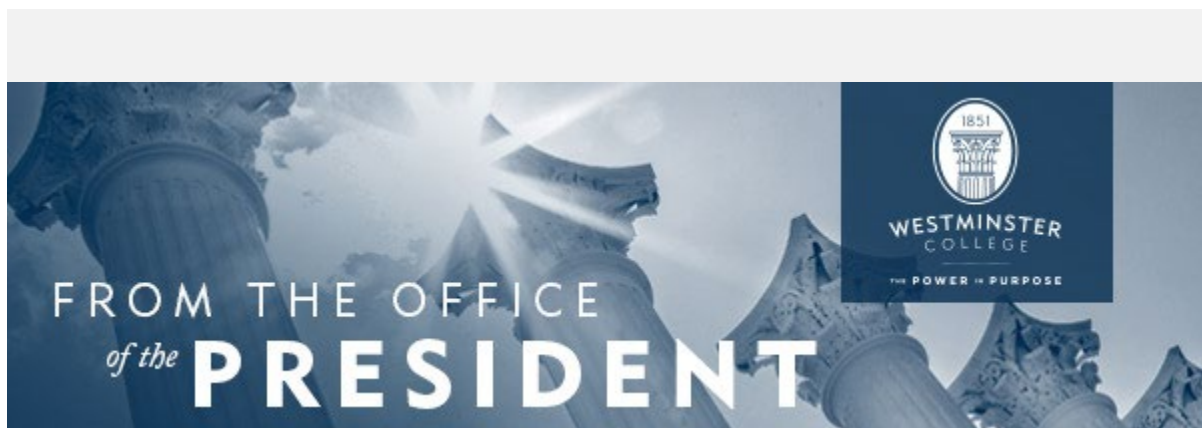 1851
WESTMINSTER
COLLEGE
THE POWER IN PURPOSE
FROM THE OFFICE
of the PRESIDENT